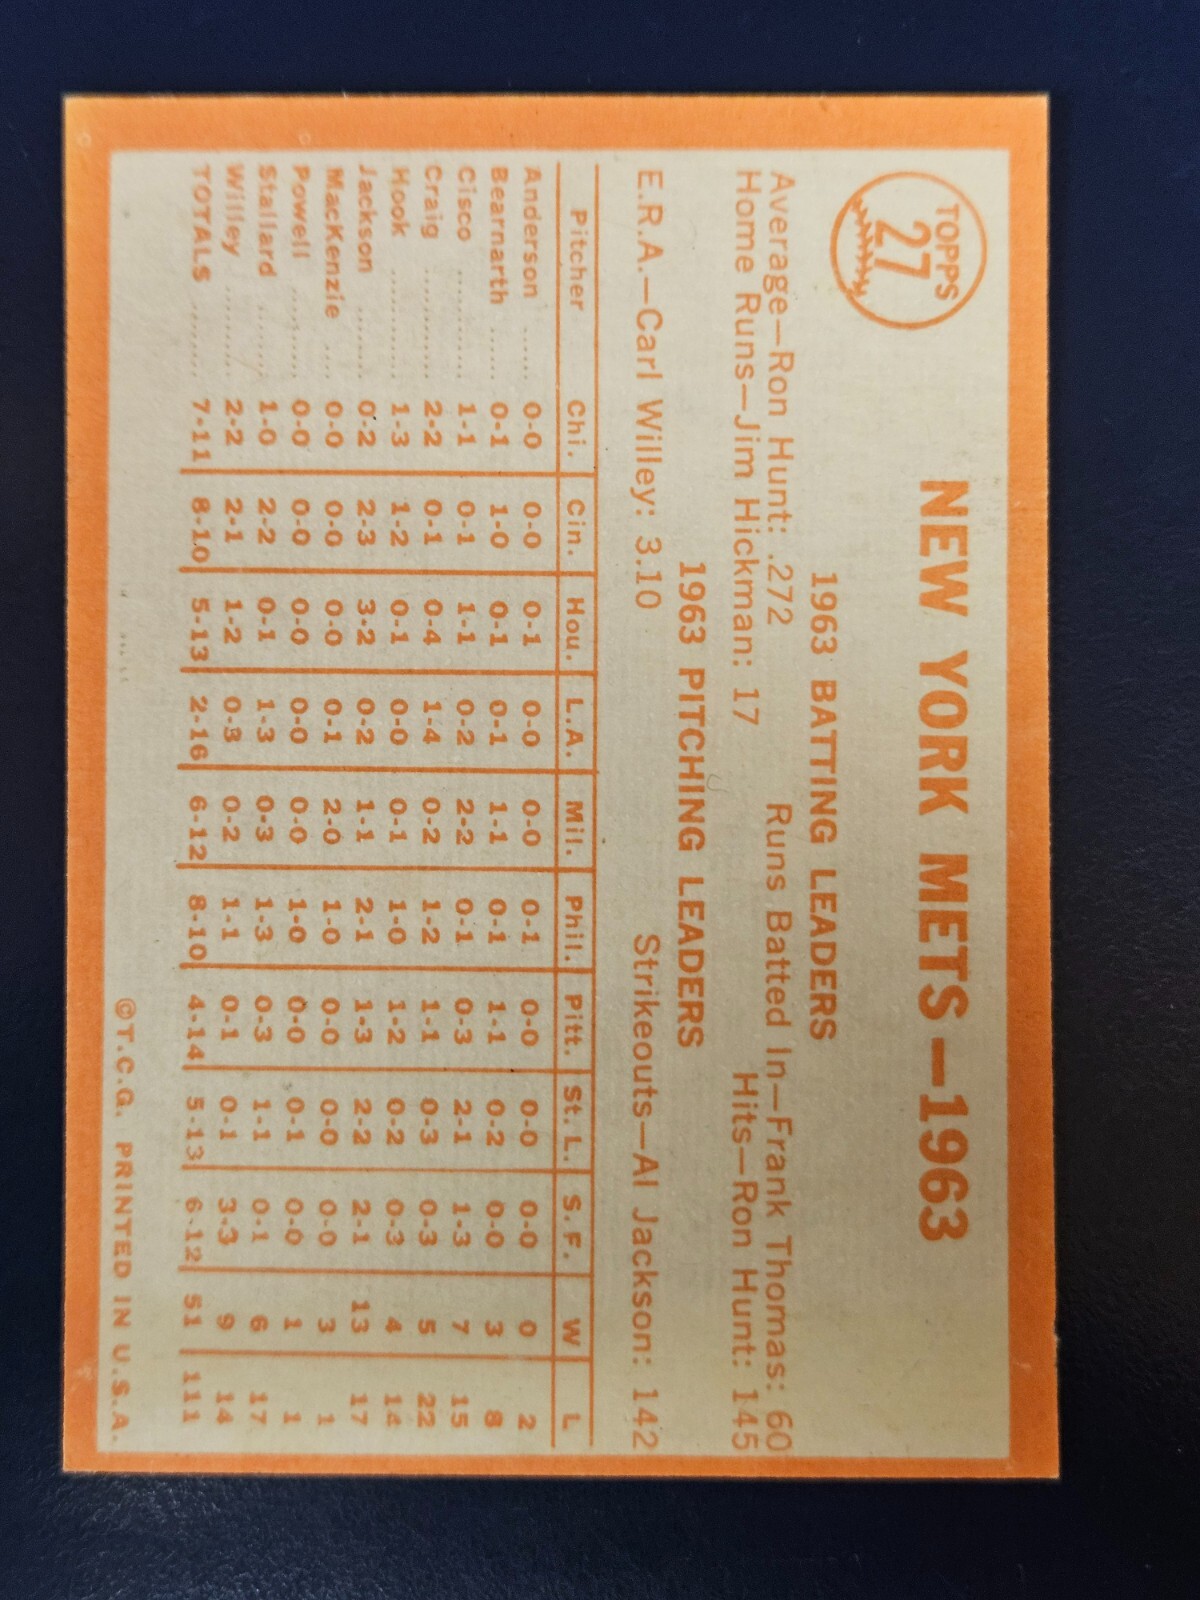 TOPPS
27
NEW YORK METS—1963
1963 BATTING LEADERS
Average—Ron Hunt: .272 Runs Batted In—Frank Thomas: 60
Home Runs—Jim Hickman: 17 Hits—Ron Hunt: 145
1963 PITCHING LEADERS
E.R.A.—Carl Willey: 3.10 Strikeouts—Al Jackson: 142
Pitcher Chi. Cin. Hou. L.A. Mil. Phil. Pitt. St. L. S. F. W L
Anderson ...... 0-0 0-0 0-1 0-0 0-0 0-1 0-0 0-0 0-0 0 2
Bearnarth ...... 0-1 1-0 0-1 0-1 1-1 0-1 1-1 0-2 0-0 3 8
Cisco ............ 1-1 0-1 1-1 0-2 2-2 0-1 0-3 2-1 1-3 7 15
Craig ............ 2-2 0-1 0-4 1-4 0-2 1-2 1-1 0-3 0-3 5 22
Hook ............ 1-3 1-2 0-1 0-0 0-1 1-0 1-2 0-2 0-3 4 14
Jackson ......... 0-2 2-3 3-2 0-2 1-1 2-1 1-3 2-2 2-1 13 17
MacKenzie .... 0-0 0-0 0-0 0-1 2-0 1-0 0-0 0-0 0-0 3 1
Powell .......... 0-0 0-0 0-0 0-0 0-0 1-0 0-0 0-1 0-0 1 1
Stallard ......... 1-0 2-2 0-1 1-3 0-3 1-3 0-3 1-1 0-1 6 17
Willey ........... 2-2 2-1 1-2 0-3 0-2 1-1 0-1 0-1 3-3 9 14
TOTALS ......... 7-11 8-10 5-13 2-16 6-12 8-10 4-14 5-13 6-12 51 111
©T.C.G. PRINTED IN U.S.A.